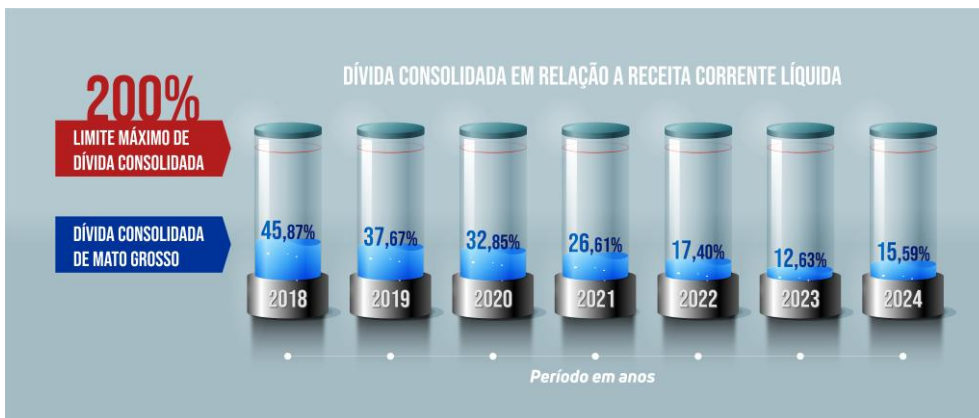 DÍVIDA CONSOLIDADA EM RELAÇÃO A RECEITA CORRENTE LÍQUIDA
200%
LIMITE MÁXIMO DE
DÍVIDA CONSOLIDADA
DÍVIDA CONSOLIDADA
DE MATO GROSSO
45,87% 37,67% 32,85% 26,61% 17,40% 12,63% 15,59%
2018 2019 2020 2021 2022 2023 2024
Período em anos